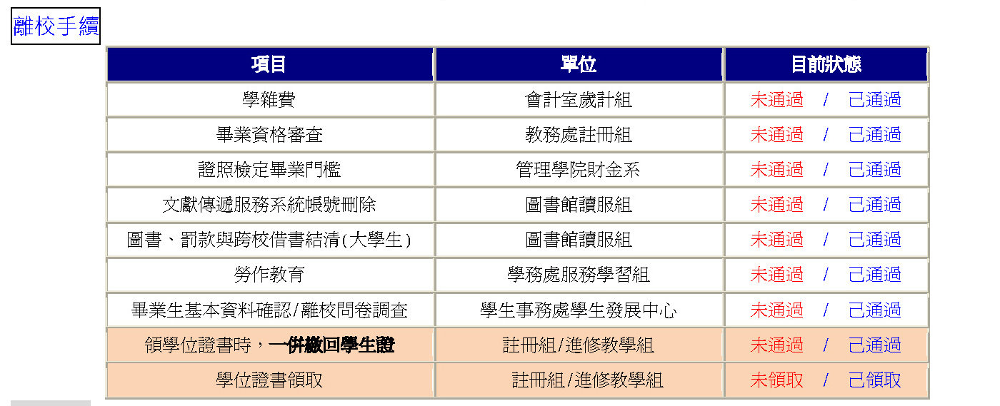 離校手續
項目 單位 目前狀態
學雜費 會計室歲計組 未通過 / 已通過
畢業資格審查 教務處註冊組 未通過 / 已通過
證照檢定畢業門檻 管理學院財金系 未通過 / 已通過
文獻傳遞服務系統帳號刪除 圖書館讀服組 未通過 / 已通過
圖書、罰款與跨校借書結清(大學生) 圖書館讀服組 未通過 / 已通過
勞作教育 學務處服務學習組 未通過 / 已通過
畢業生基本資料確認/離校問卷調查 學生事務處學生發展中心 未通過 / 已通過
領學位證書時，一併繳回學生證 註冊組/進修教學組 未通過 / 已通過
學位證書領取 註冊組/進修教學組 未領取 / 已領取